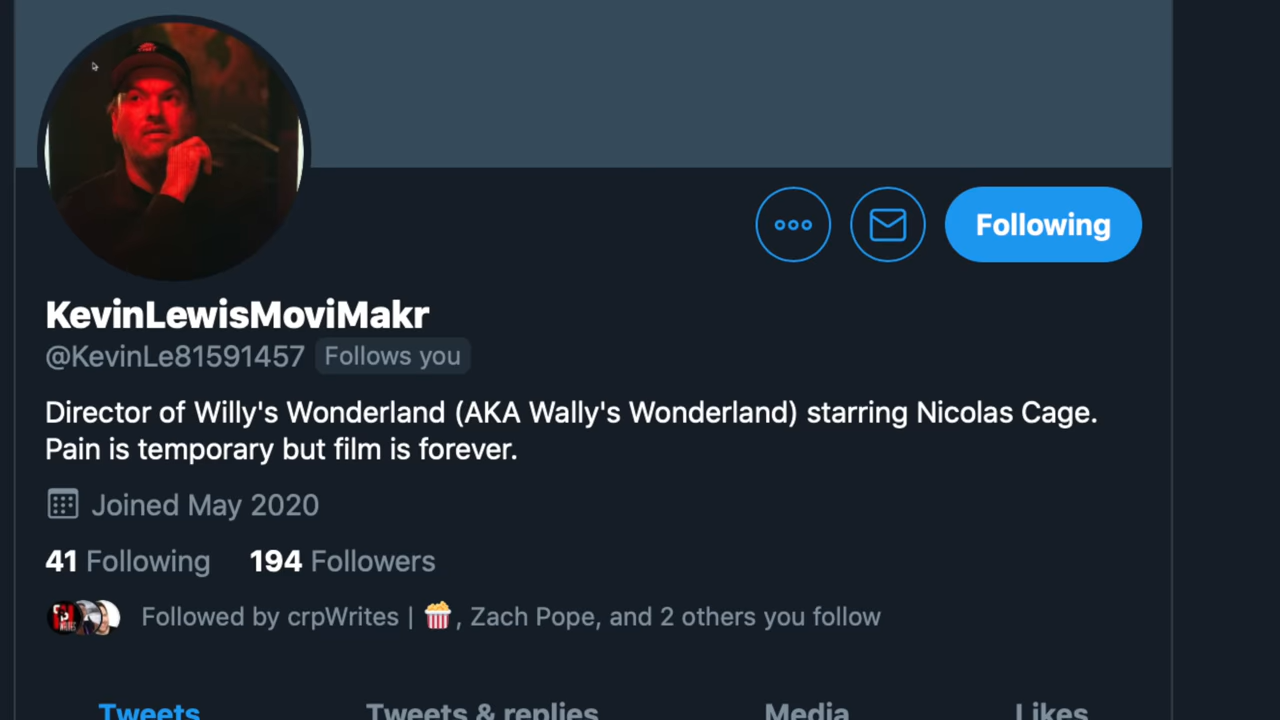 Following
KevinLewisMoviMakr
@KevinLe81591457 Follows you
Director of Willy's Wonderland (AKA Wally's Wonderland) starring Nicolas Cage.
Pain is temporary but film is forever.
Joined May 2020
41 Following 194 Followers
Followed by crpWrites | 🍿, Zach Pope, and 2 others you follow
Tweets Tweets & replies Media Likes